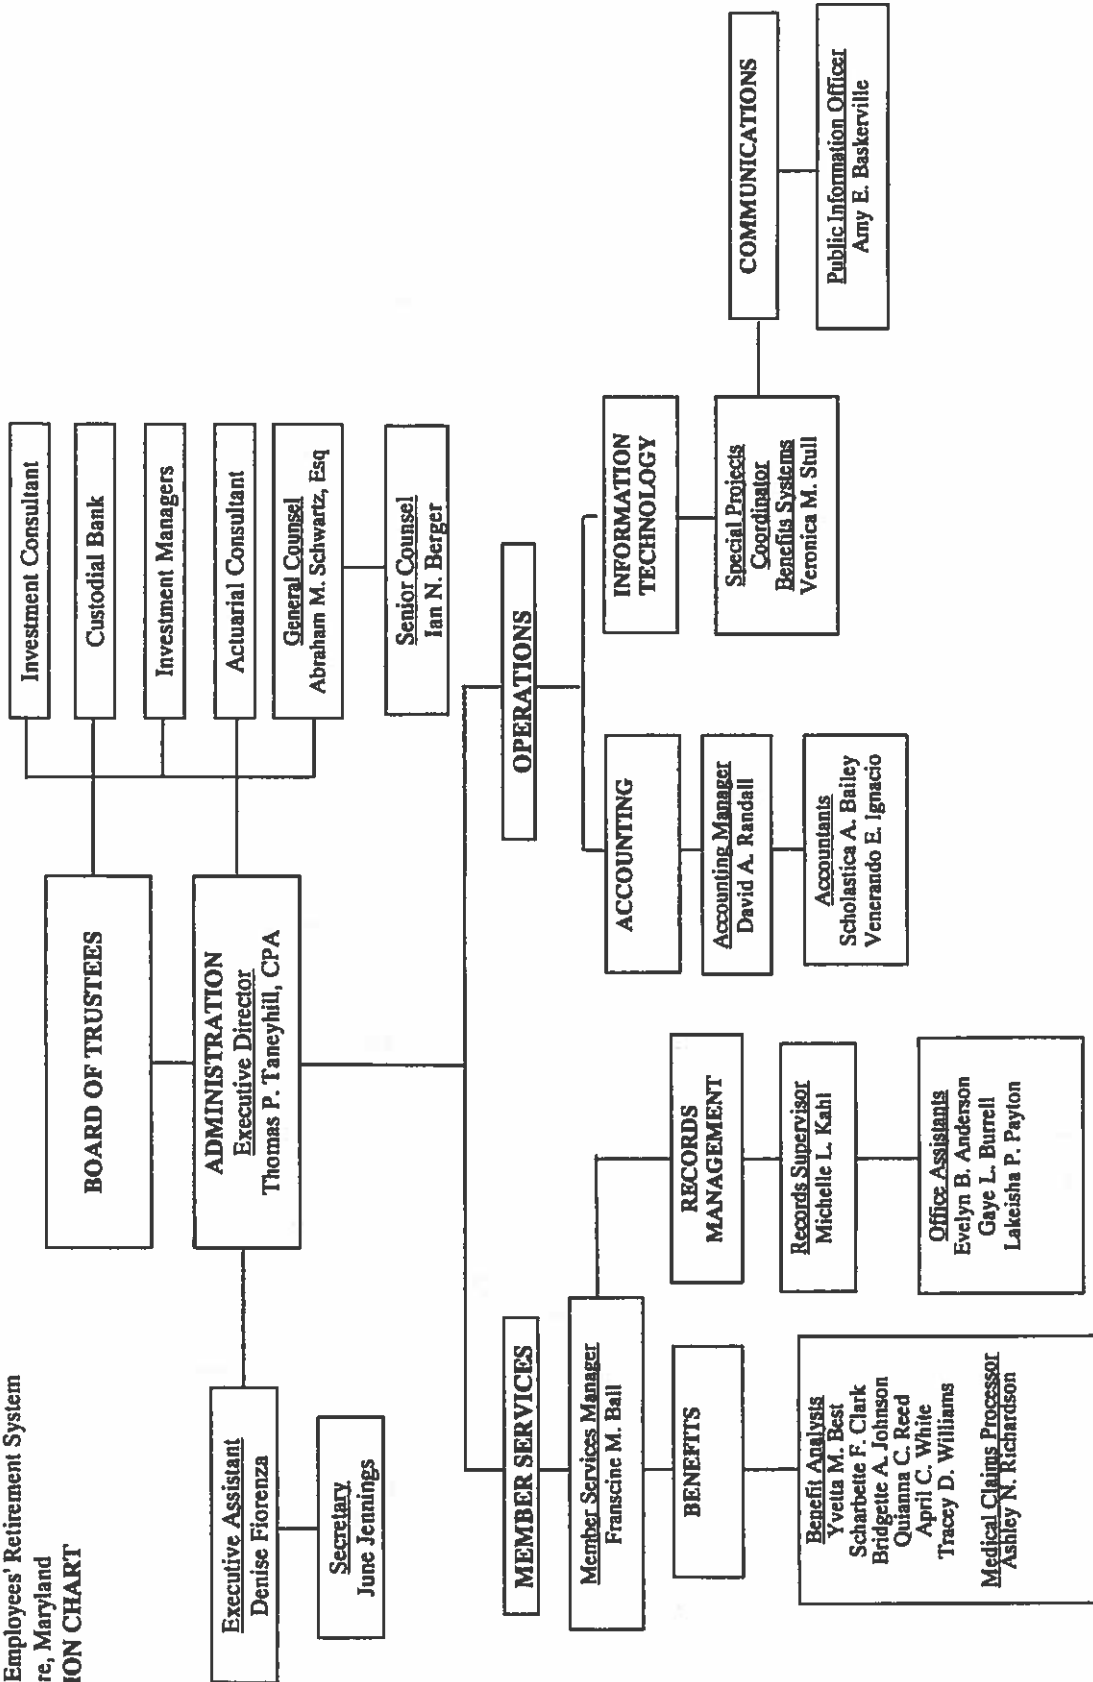 Employees' Retirement System
re, Maryland
ION CHART
BOARD OF TRUSTEES
ADMINISTRATION
Executive Director
Thomas P. Taneyhill, CPA
Investment Consultant
Custodial Bank
Investment Managers
Actuarial Consultant
General Counsel
Abraham M. Schwartz, Esq
Senior Counsel
Ian N. Berger
Executive Assistant
Denise Fiorenza
Secretary
June Jennings
MEMBER SERVICES
Member Services Manager
Franscine M. Ball
BENEFITS
Benefit Analysts
Yvetta M. Best
Scharbette F. Clark
Bridgette A. Johnson
Quianna C. Reed
April C. White
Tracey D. Williams
Medical Claims Processor
Ashley N. Richardson
RECORDS
MANAGEMENT
Records Supervisor
Michelle L. Kahl
Office Assistants
Evelyn B. Anderson
Gaye L. Burrell
Lakeisha P. Payton
OPERATIONS
ACCOUNTING
Accounting Manager
David A. Randall
Accountants
Scholastica A. Bailey
Venerando E. Ignacio
INFORMATION
TECHNOLOGY
Special Projects
Coordinator
Benefits Systems
Veronica M. Stull
COMMUNICATIONS
Public Information Officer
Amy E. Baskerville